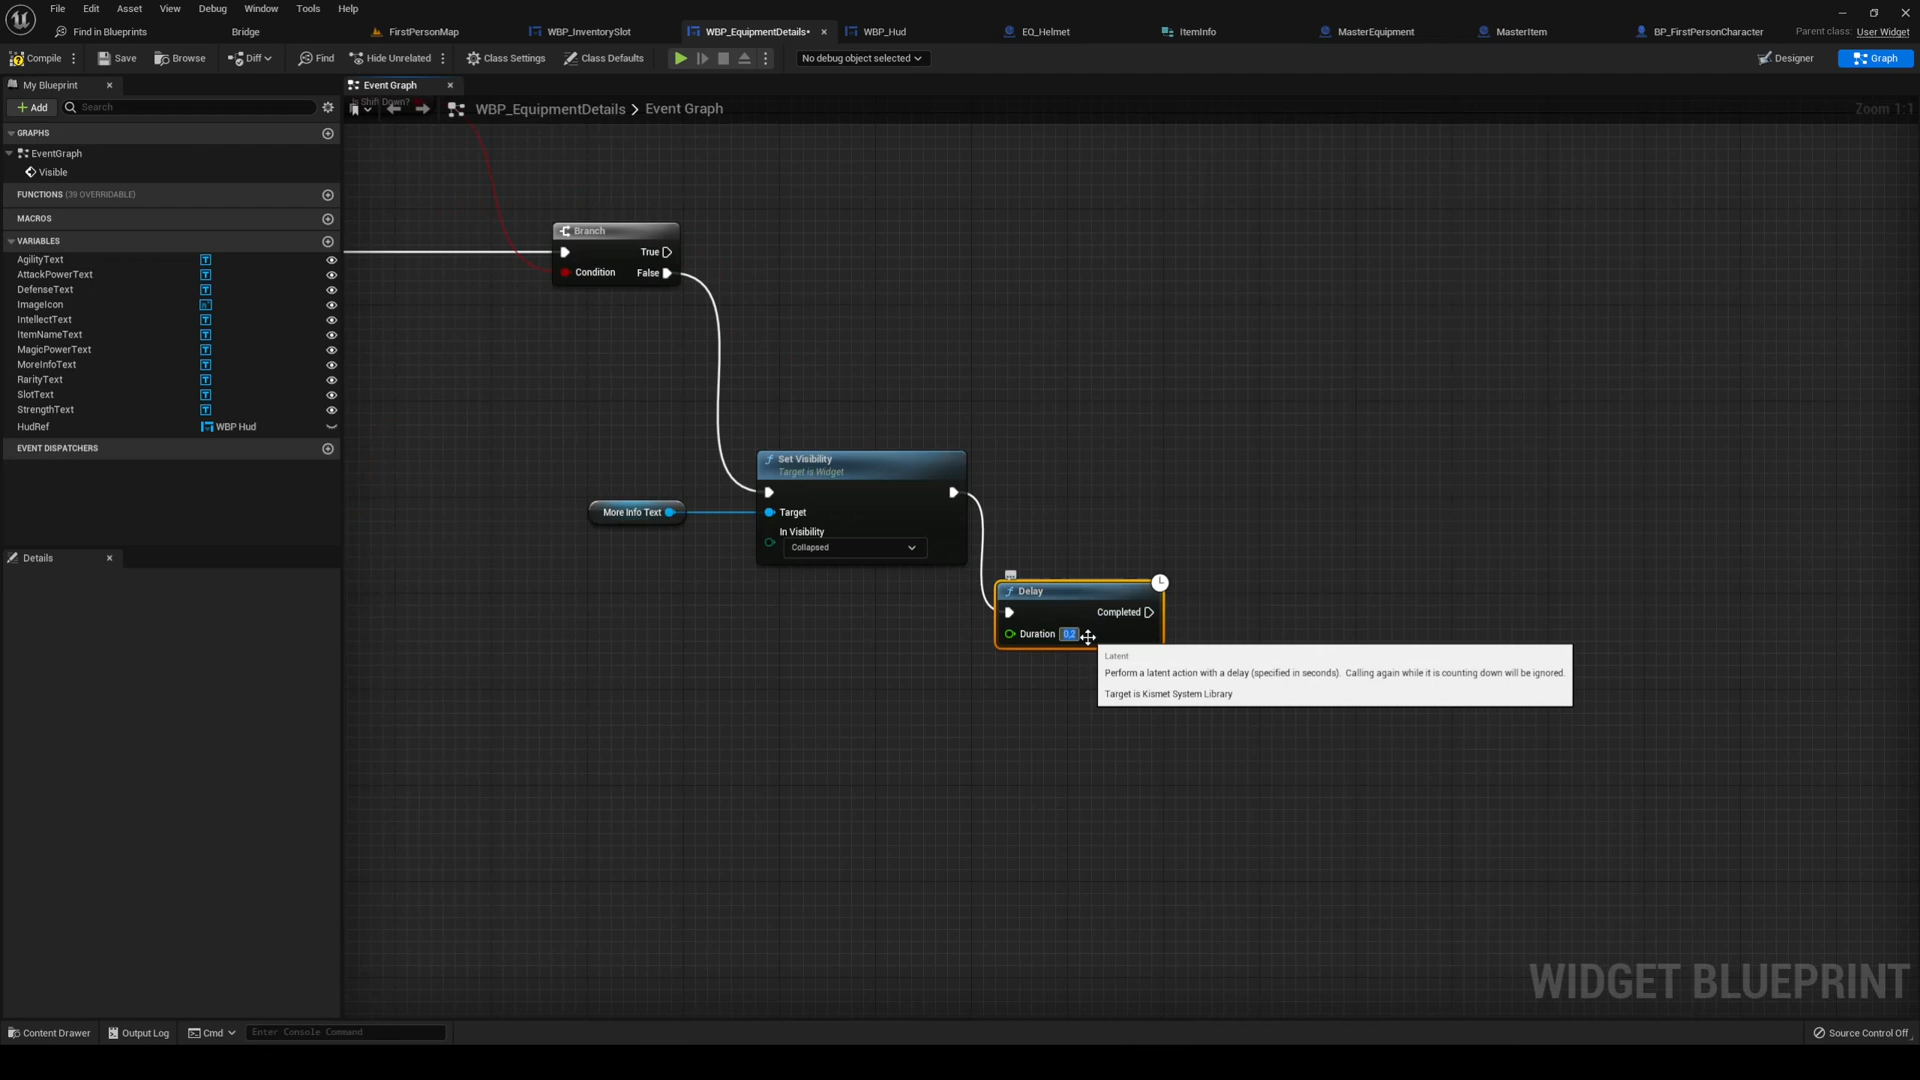 File Edit Asset View Debug Window Tools Help
Find in Blueprints Bridge FirstPersonMap WBP_InventorySlot WBP_EquipmentDetails• WBP_Hud EQ_Helmet ItemInfo MasterEquipment MasterItem BP_FirstPersonCharacter Parent class: User Widget
Compile Save Browse Diff Find Hide Unrelated Class Settings Class Defaults No debug object selected Designer Graph
My Blueprint Event Graph
Is Shift Down?
Add Search WBP_EquipmentDetails > Event Graph Zoom 1:1
GRAPHS
EventGraph
Visible
FUNCTIONS (39 OVERRIDABLE)
MACROS
VARIABLES
AgilityText
AttackPowerText
DefenseText
ImageIcon
IntellectText
ItemNameText
MagicPowerText
MoreInfoText
RarityText
SlotText
StrengthText
HudRef WBP Hud
EVENT DISPATCHERS
Details
Branch
True
Condition False
Set Visibility
Target is Widget
More Info Text Target
In Visibility
Collapsed
Delay
Completed
Duration 0,2
Latent
Perform a latent action with a delay (specified in seconds). Calling again while it is counting down will be ignored.
Target is Kismet System Library
WIDGET BLUEPRINT
Content Drawer Output Log Cmd Enter Console Command Source Control Off